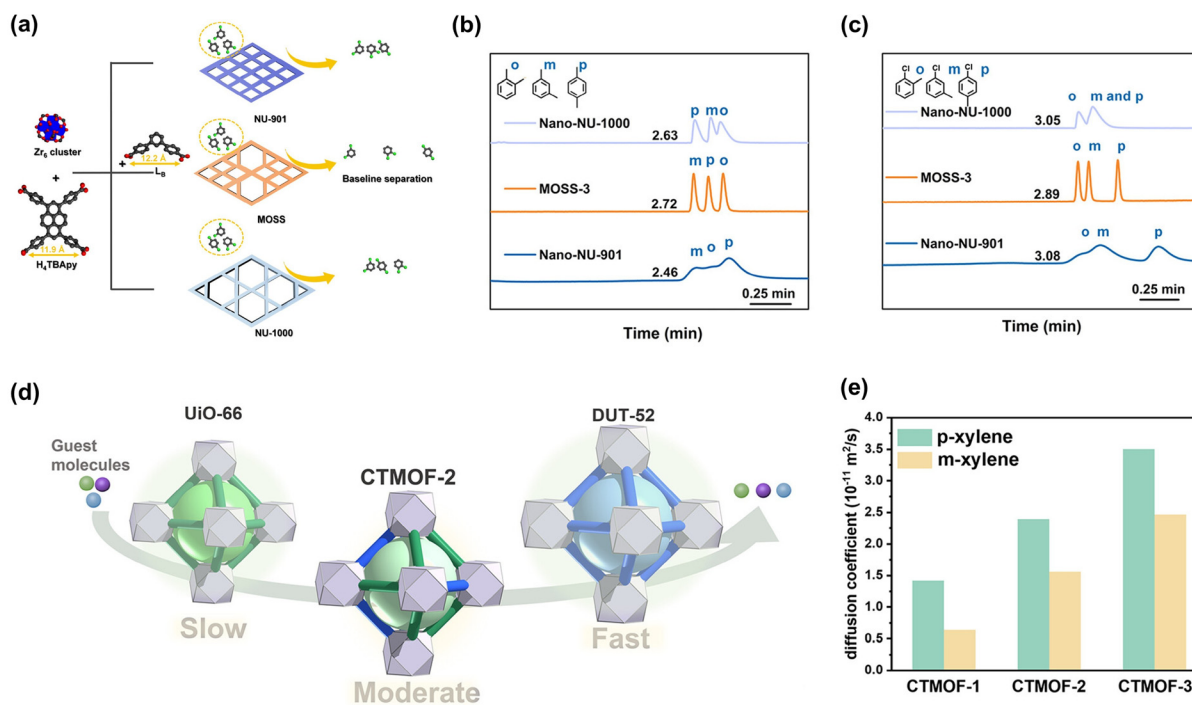 (a)
NU-901
Zr6 cluster
+
12.2 Å
LB
+
11.9 Å
H4TBApy
MOSS
Baseline separation
NU-1000
(b)
o m p
p m o
Nano-NU-1000
2.63
m p o
MOSS-3
2.72
m o p
Nano-NU-901
2.46
0.25 min
Time (min)
(c)
Cl Cl Cl
o m p
o m and p
Nano-NU-1000
3.05
o m p
MOSS-3
2.89
o m p
Nano-NU-901
3.08
0.25 min
Time (min)
(d)
UiO-66
DUT-52
Guest
molecules
CTMOF-2
Slow
Fast
Moderate
(e)
4.0
3.5
3.0
2.5
2.0
1.5
1.0
0.5
0.0
diffusion coefficient (10-11 m2/s)
p-xylene
m-xylene
CTMOF-1 CTMOF-2 CTMOF-3